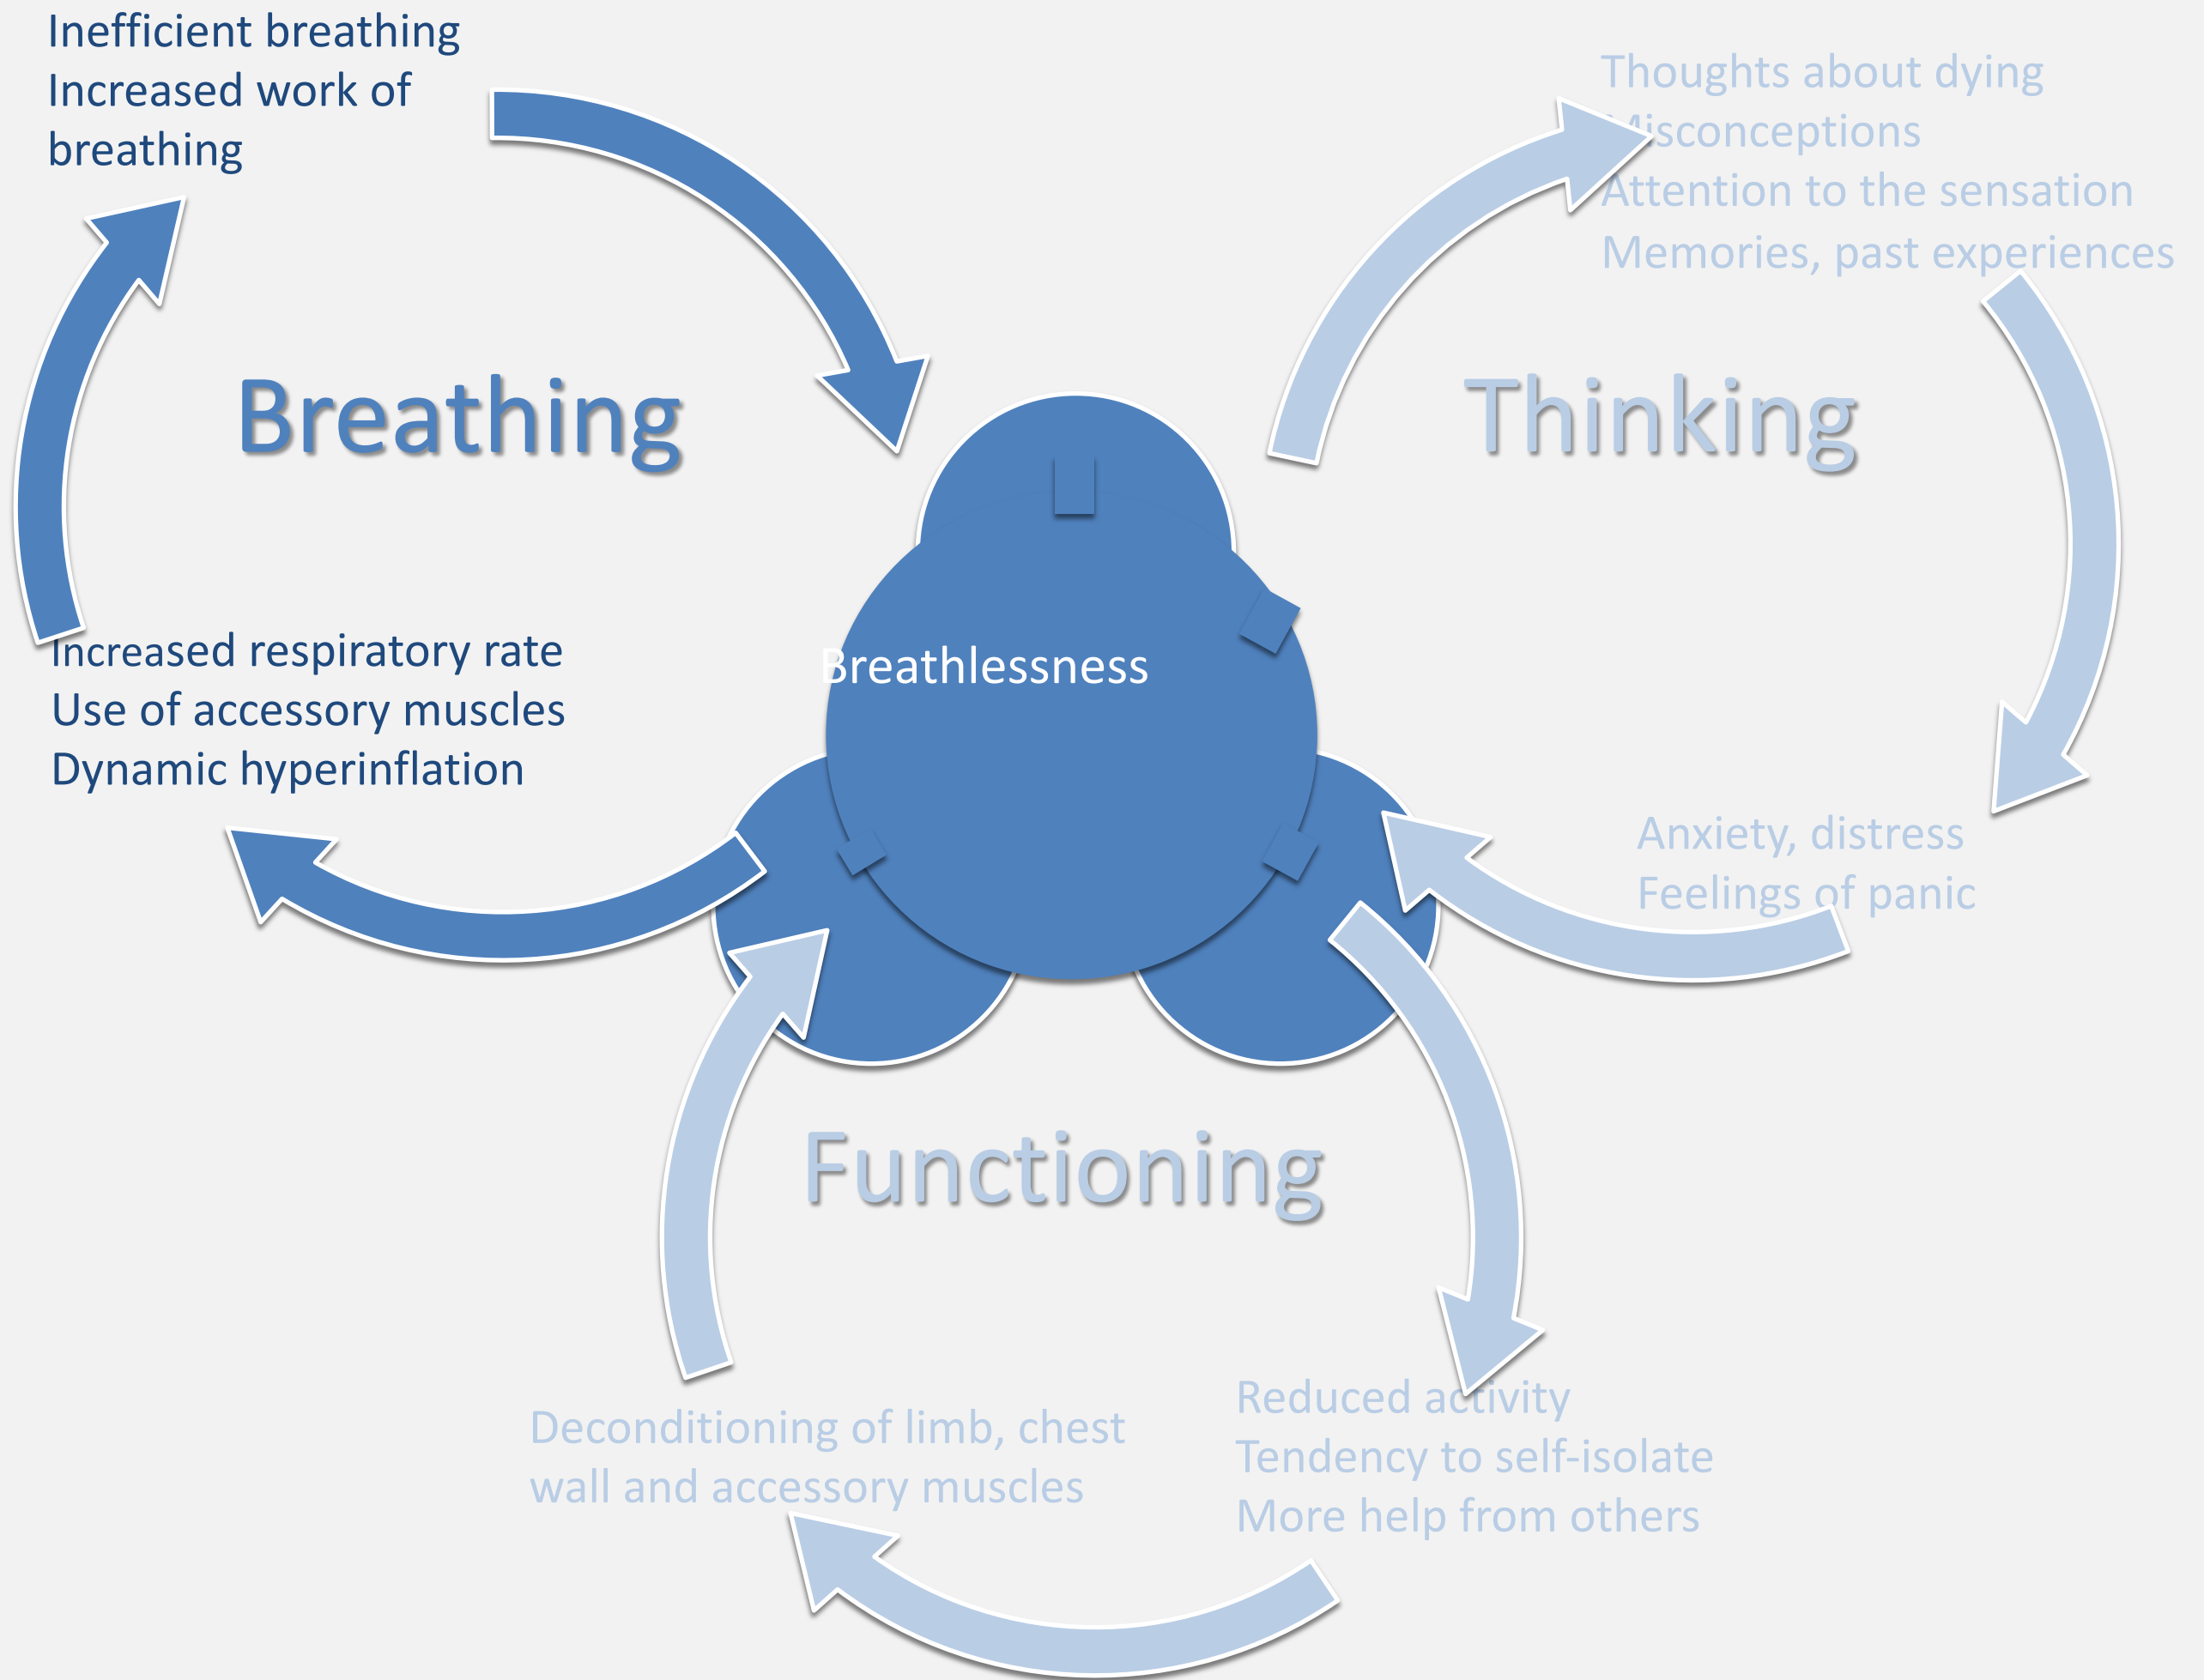 Inefficient breathing
Increased work of
breathing
Thoughts about dying
Misconceptions
Attention to the sensation
Memories, past experiences
Breathing
Thinking
Increased respiratory rate
Use of accessory muscles
Dynamic hyperinflation
Breathlessness
Anxiety, distress
Feelings of panic
Functioning
Deconditioning of limb, chest
wall and accessory muscles
Reduced activity
Tendency to self-isolate
More help from others